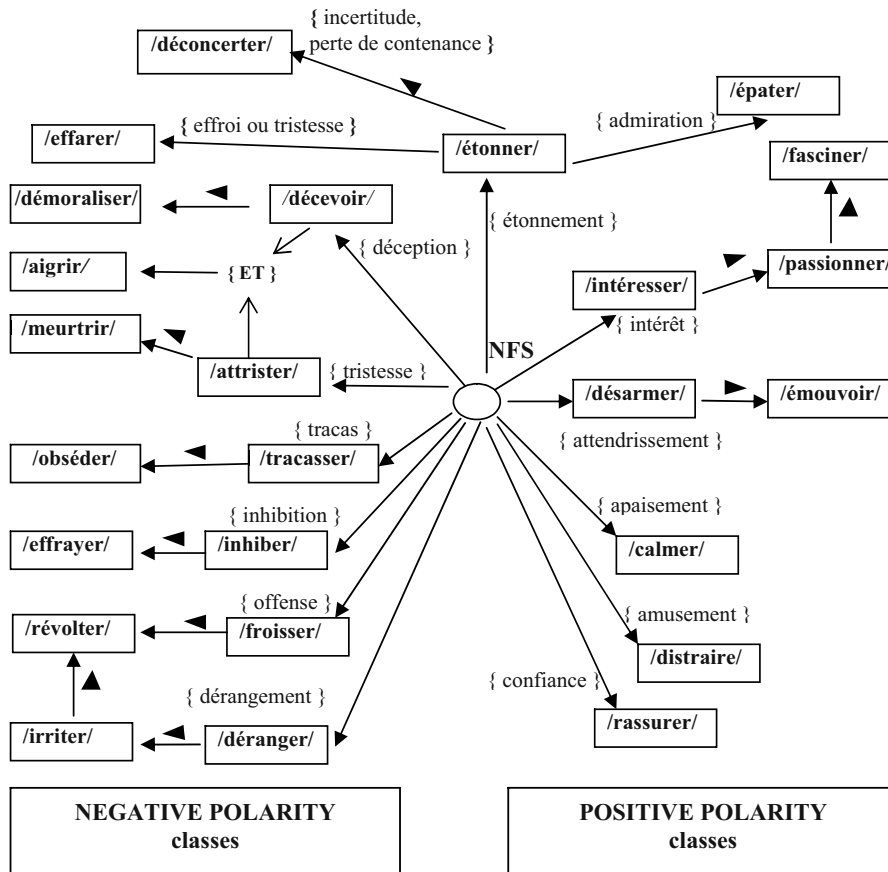 { incertitude,
perte de contenance }
/déconcerter/
/épater/
{ effroi ou tristesse }
{ admiration }
/effarer/
/étonner/
/fasciner/
/démoraliser/
/décevoir/
{ étonnement }
{ déception }
/aigrir/
{ ET }
/passionner/
/intéresser/
/meurtrir/
{ intérêt }
NFS
/attrister/
{ tristesse }
/désarmer/
/émouvoir/
{ tracas }
{ attendrissement }
/obséder/
/tracasser/
{ apaisement }
{ inhibition }
/effrayer/
/inhiber/
/calmer/
{ offense }
{ amusement }
/révolter/
/froisser/
/distraire/
{ confiance }
{ dérangement }
/rassurer/
/irriter/
/déranger/
NEGATIVE POLARITY
classes
POSITIVE POLARITY
classes